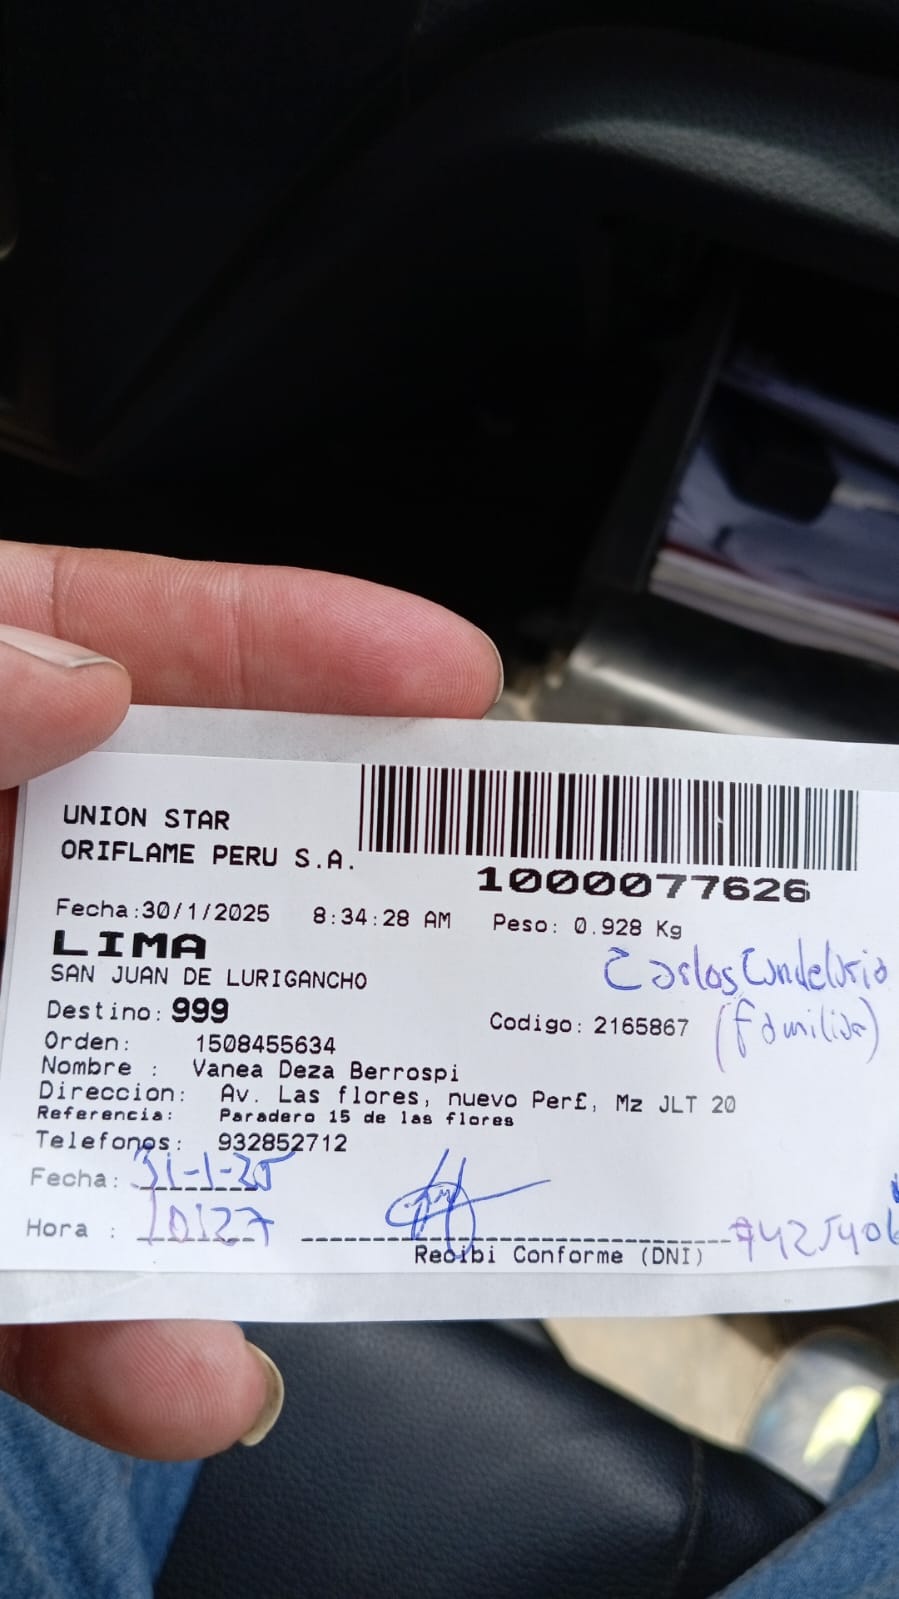 UNION STAR
ORIFLAME PERU S.A.
1000077626
Fecha:30/1/2025 8:34:28 AM Peso: 0.928 Kg
LIMA
SAN JUAN DE LURIGANCHO
Carlos Condelario
(familiar)
Destino: 999 Codigo: 2165867
Orden: 1508455634
Nombre : Vanea Deza Berrospi
Direccion: Av. Las flores, nuevo Per£, Mz JLT 20
Referencia: Paradero 15 de las flores
Telefonos: 932852712
Fecha: 31-1-25
Hora : 10:27
Recibi Conforme (DNI)